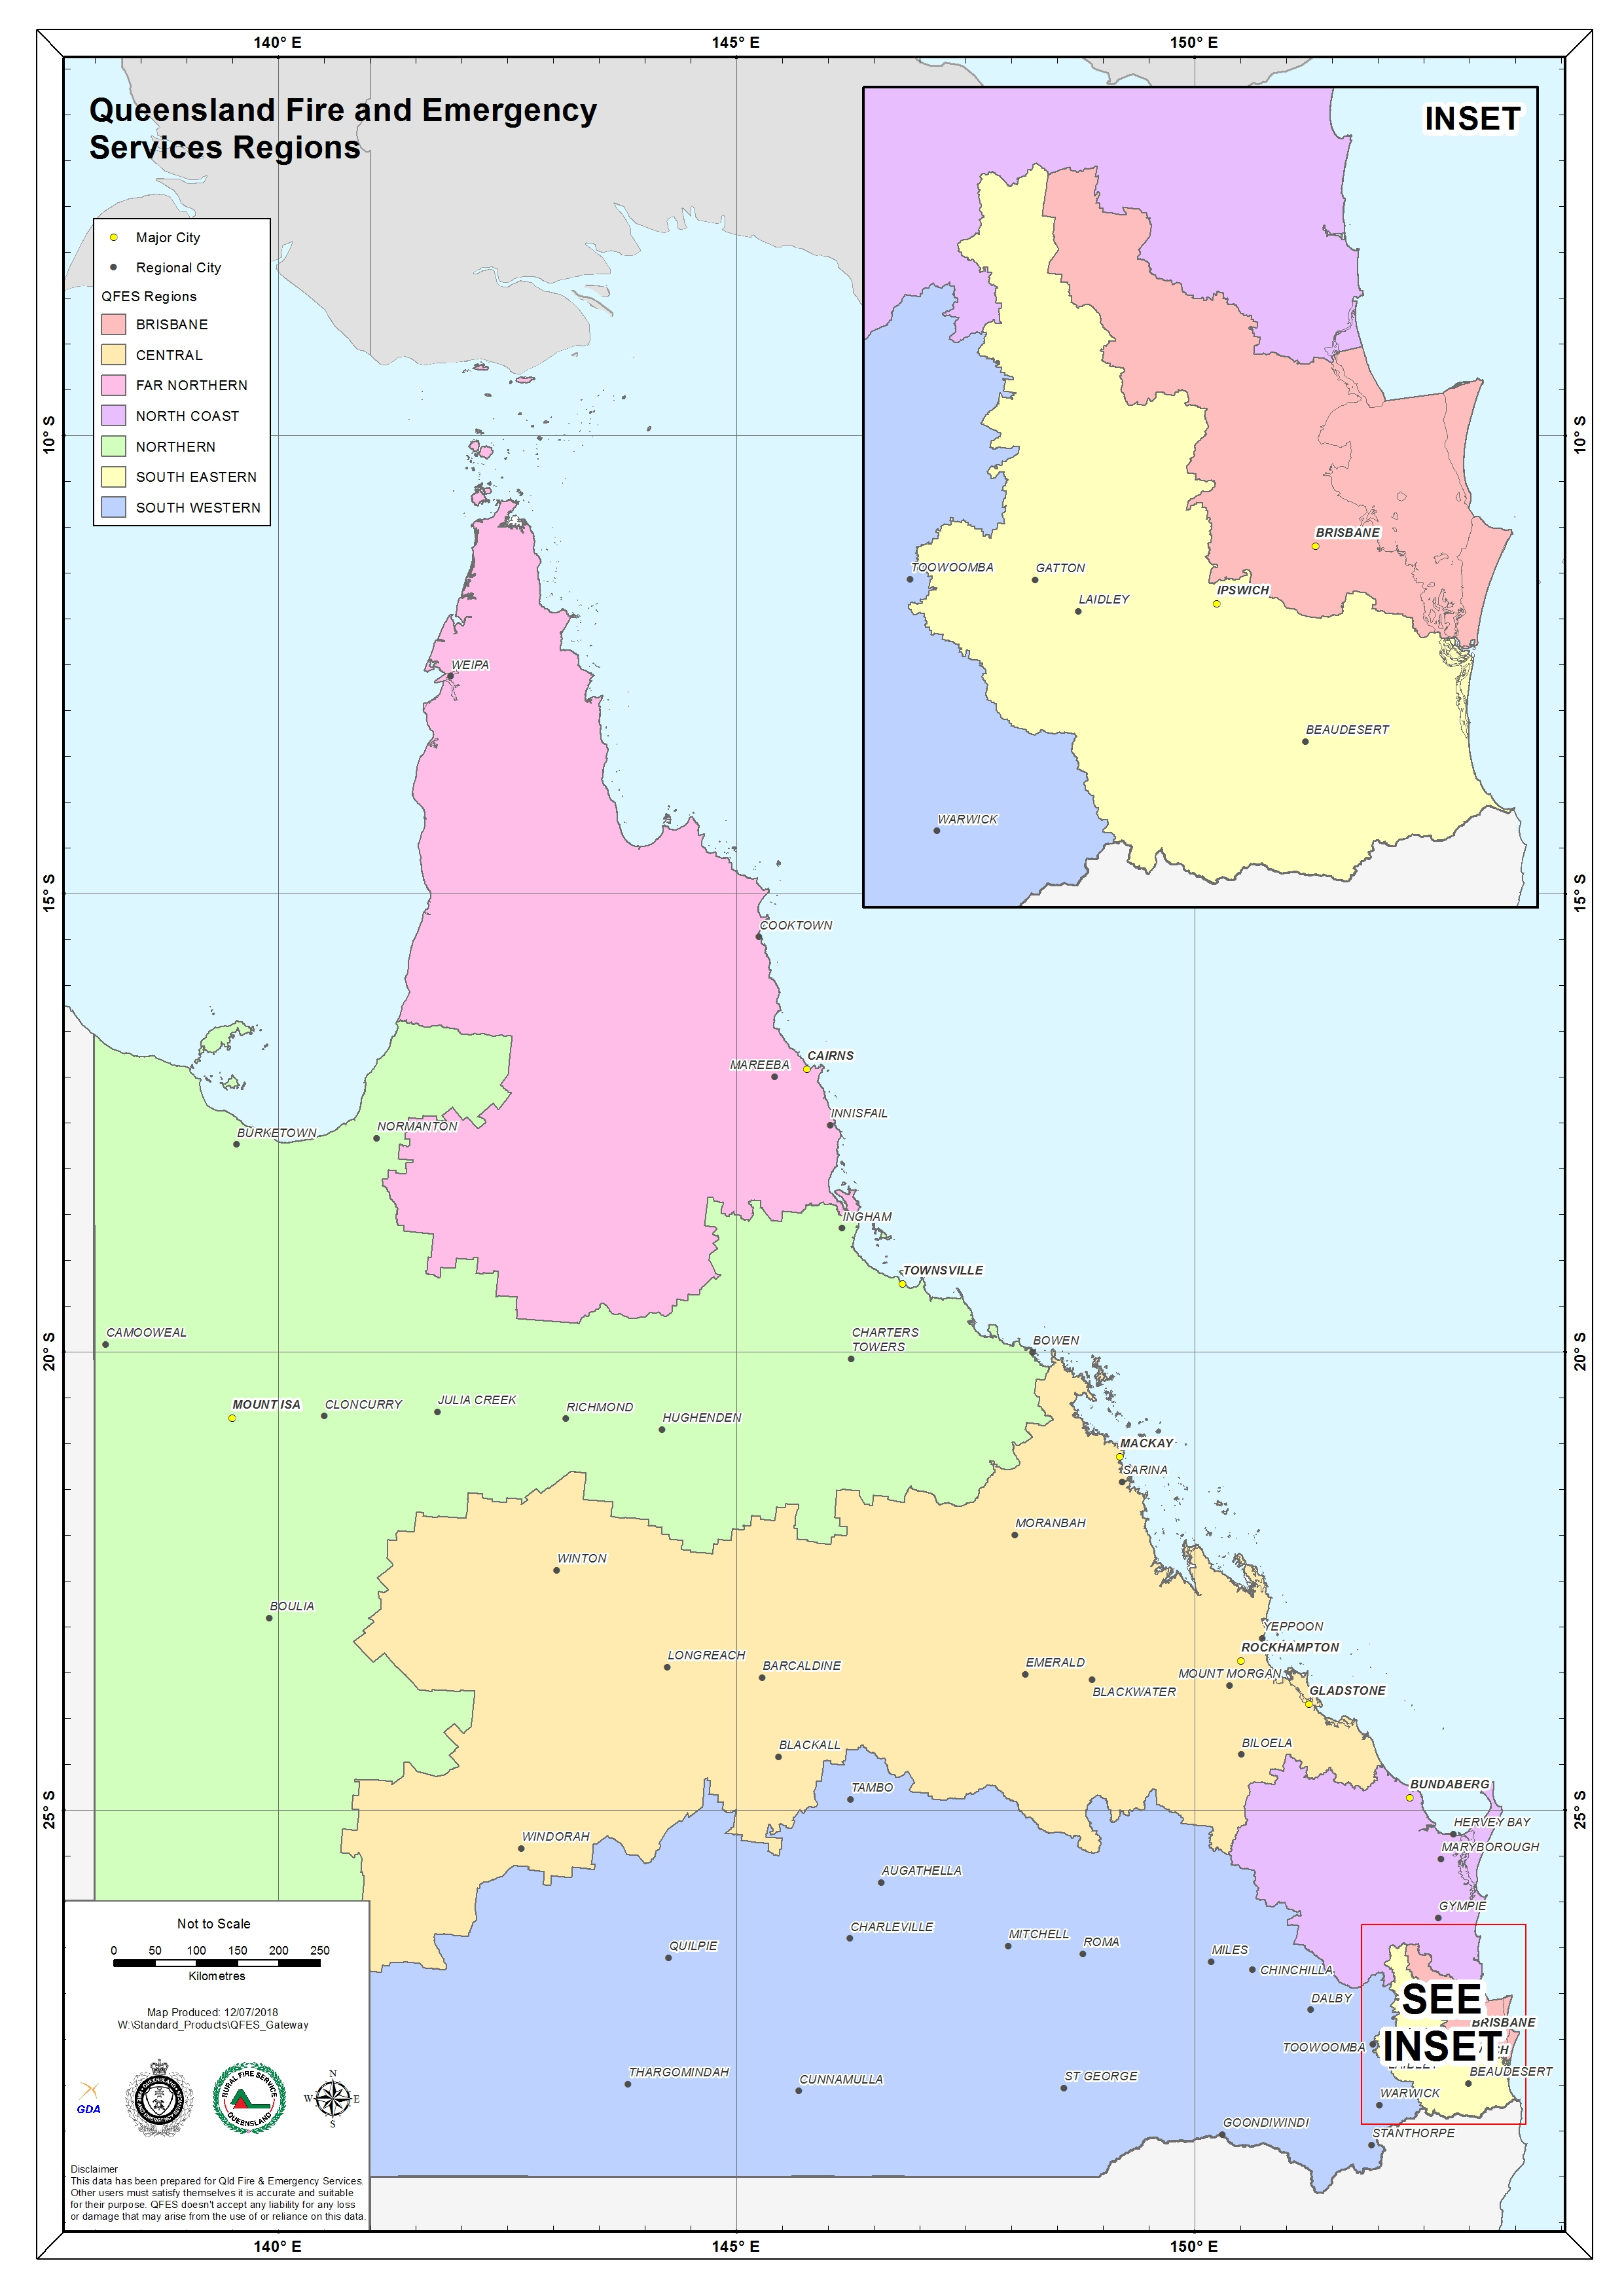 140° E
145° E
150° E
Queensland Fire and Emergency
Services Regions
Major City
Regional City
QFES Regions
BRISBANE
CENTRAL
FAR NORTHERN
NORTH COAST
NORTHERN
SOUTH EASTERN
SOUTH WESTERN
INSET
BRISBANE
TOOWOOMBA
GATTON
IPSWICH
LAIDLEY
BEAUDESERT
WARWICK
10° S
10° S
15° S
15° S
20° S
20° S
25° S
25° S
WEIPA
COOKTOWN
CAIRNS
MAREEBA
INNISFAIL
BURKETOWN
NORMANTON
INGHAM
TOWNSVILLE
CAMOOWEAL
CHARTERS
TOWERS
BOWEN
MOUNT ISA
CLONCURRY
JULIA CREEK
RICHMOND
HUGHENDEN
MACKAY
SARINA
MORANBAH
WINTON
BOULIA
YEPPOON
ROCKHAMPTON
LONGREACH
BARCALDINE
EMERALD
MOUNT MORGAN
BLACKWATER
GLADSTONE
BLACKALL
BILOELA
TAMBO
BUNDABERG
HERVEY BAY
WINDORAH
MARYBOROUGH
AUGATHELLA
GYMPIE
CHARLEVILLE
MITCHELL
ROMA
QUILPIE
MILES
CHINCHILLA
DALBY
SEE
INSET
BRISBANE
TOOWOOMBA
BEAUDESERT
THARGOMINDAH
CUNNAMULLA
ST GEORGE
WARWICK
GOONDIWINDI
STANTHORPE
Not to Scale
0 50 100 150 200 250
Kilometres
Map Produced: 12/07/2018
W:\Standard_Products\QFES_Gateway
GDA
RURAL FIRE SERVICE
QUEENSLAND
N
W E
S
Disclaimer
This data has been prepared for Qld Fire & Emergency Services.
Other users must satisfy themselves it is accurate and suitable
for their purpose. QFES doesn't accept any liability for any loss
or damage that may arise from the use of or reliance on this data.
140° E
145° E
150° E